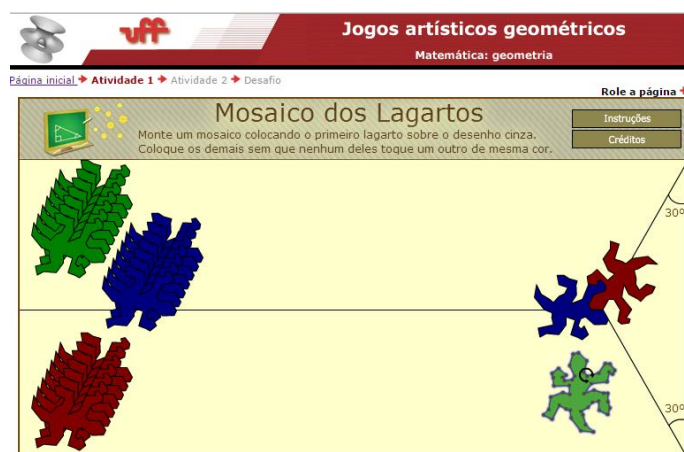 uff
Jogos artísticos geométricos
Matemática: geometria
Página inicial Atividade 1 Atividade 2 Desafio
Role a página
Mosaico dos Lagartos
Monte um mosaico colocando o primeiro lagarto sobre o desenho cinza.
Coloque os demais sem que nenhum deles toque um outro de mesma cor.
Instruções
Créditos
30º
30º